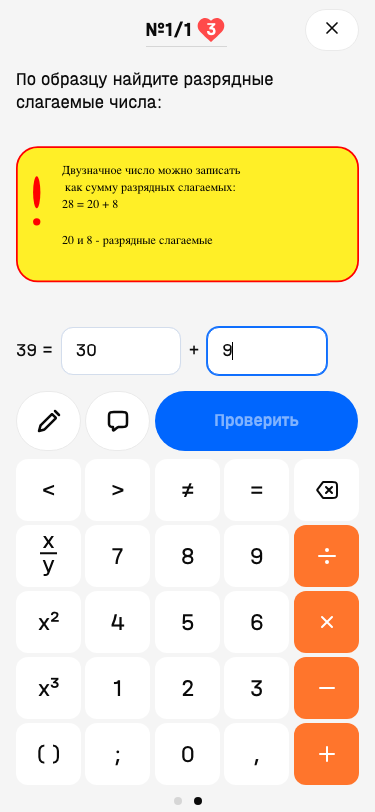 №1/1 3
По образцу найдите разрядные
слагаемые числа:
Двузначное число можно записать
как сумму разрядных слагаемых:
28 = 20 + 8
20 и 8 - разрядные слагаемые
39 = 30 + 9
Проверить
< > ≠ =
x/y 7 8 9 ÷
x² 4 5 6 ×
x³ 1 2 3 −
( ) ; 0 , +